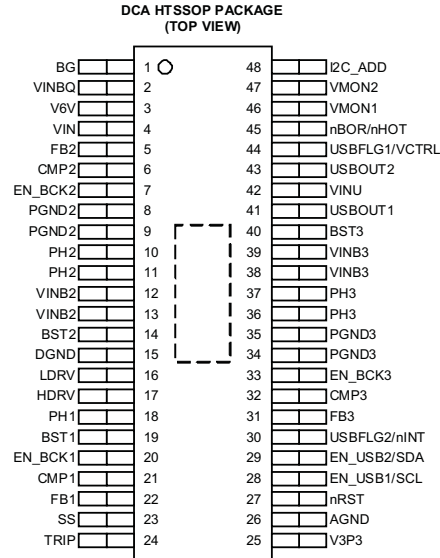 DCA HTSSOP PACKAGE
(TOP VIEW)
BG 1 48 I2C_ADD
VINBQ 2 47 VMON2
V6V 3 46 VMON1
VIN 4 45 nBOR/nHOT
FB2 5 44 USBFLG1/VCTRL
CMP2 6 43 USBOUT2
EN_BCK2 7 42 VINU
PGND2 8 41 USBOUT1
PGND2 9 40 BST3
PH2 10 39 VINB3
PH2 11 38 VINB3
VINB2 12 37 PH3
VINB2 13 36 PH3
BST2 14 35 PGND3
DGND 15 34 PGND3
LDRV 16 33 EN_BCK3
HDRV 17 32 CMP3
PH1 18 31 FB3
BST1 19 30 USBFLG2/nINT
EN_BCK1 20 29 EN_USB2/SDA
CMP1 21 28 EN_USB1/SCL
FB1 22 27 nRST
SS 23 26 AGND
TRIP 24 25 V3P3